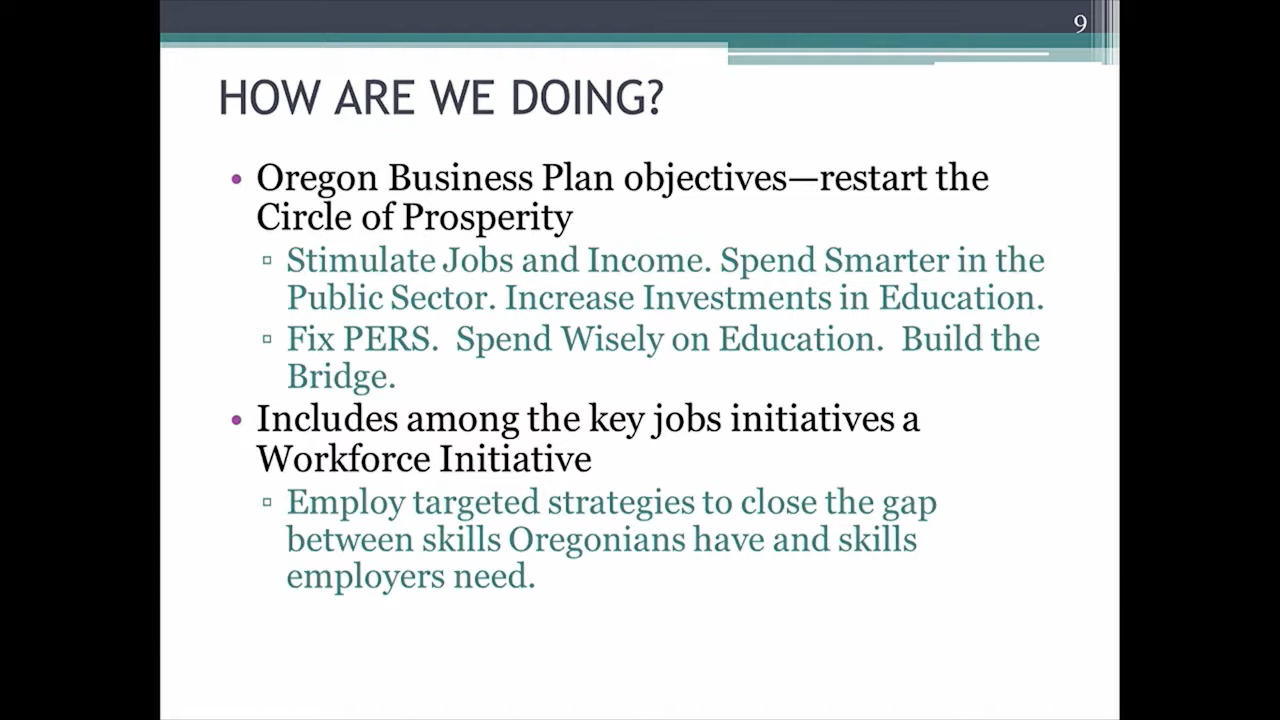 9
HOW ARE WE DOING?
• Oregon Business Plan objectives—restart the
Circle of Prosperity
▫ Stimulate Jobs and Income. Spend Smarter in the
Public Sector. Increase Investments in Education.
▫ Fix PERS.  Spend Wisely on Education.  Build the
Bridge.
• Includes among the key jobs initiatives a
Workforce Initiative
▫ Employ targeted strategies to close the gap
between skills Oregonians have and skills
employers need.